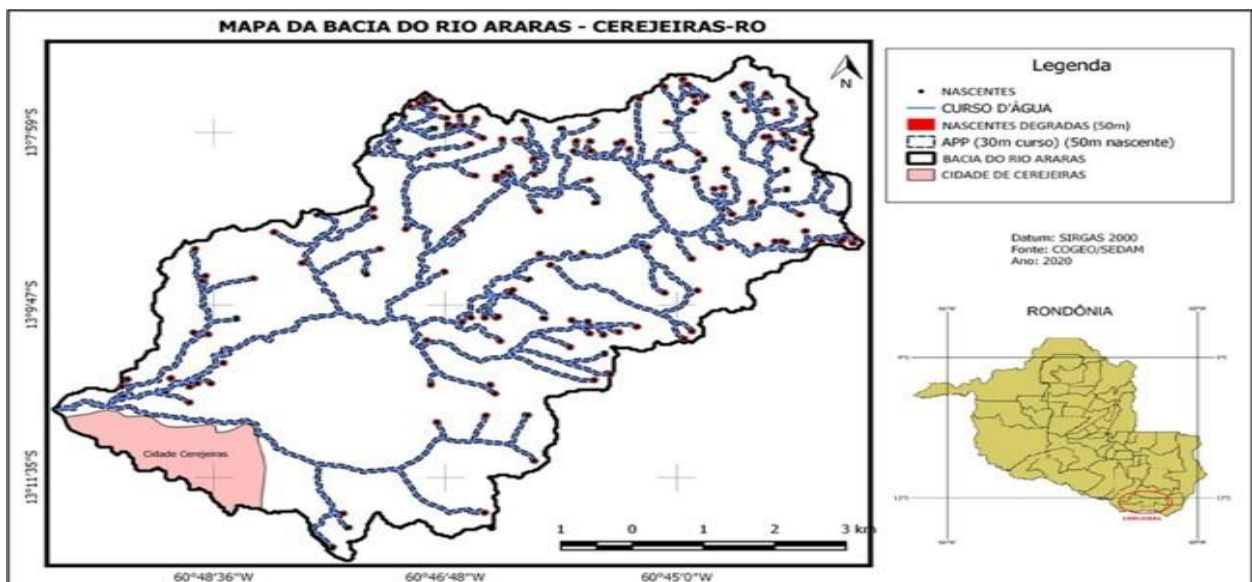 MAPA DA BACIA DO RIO ARARAS - CEREJEIRAS-RO
N
13°7'59"S
13°9'47"S
13°11'35"S
Cidade Cerejeiras
1 0 1 2 3 km
60°48'36"W 60°46'48"W 60°45'0"W
Legenda
NASCENTES
CURSO D'ÁGUA
NASCENTES DEGRADAS (50m)
APP (30m curso) (50m nascente)
BACIA DO RIO ARARAS
CIDADE DE CEREJEIRAS
Datum: SIRGAS 2000
Fonte: COGEO/SEDAM
Ano: 2020
RONDÔNIA
CEREJEIRAS